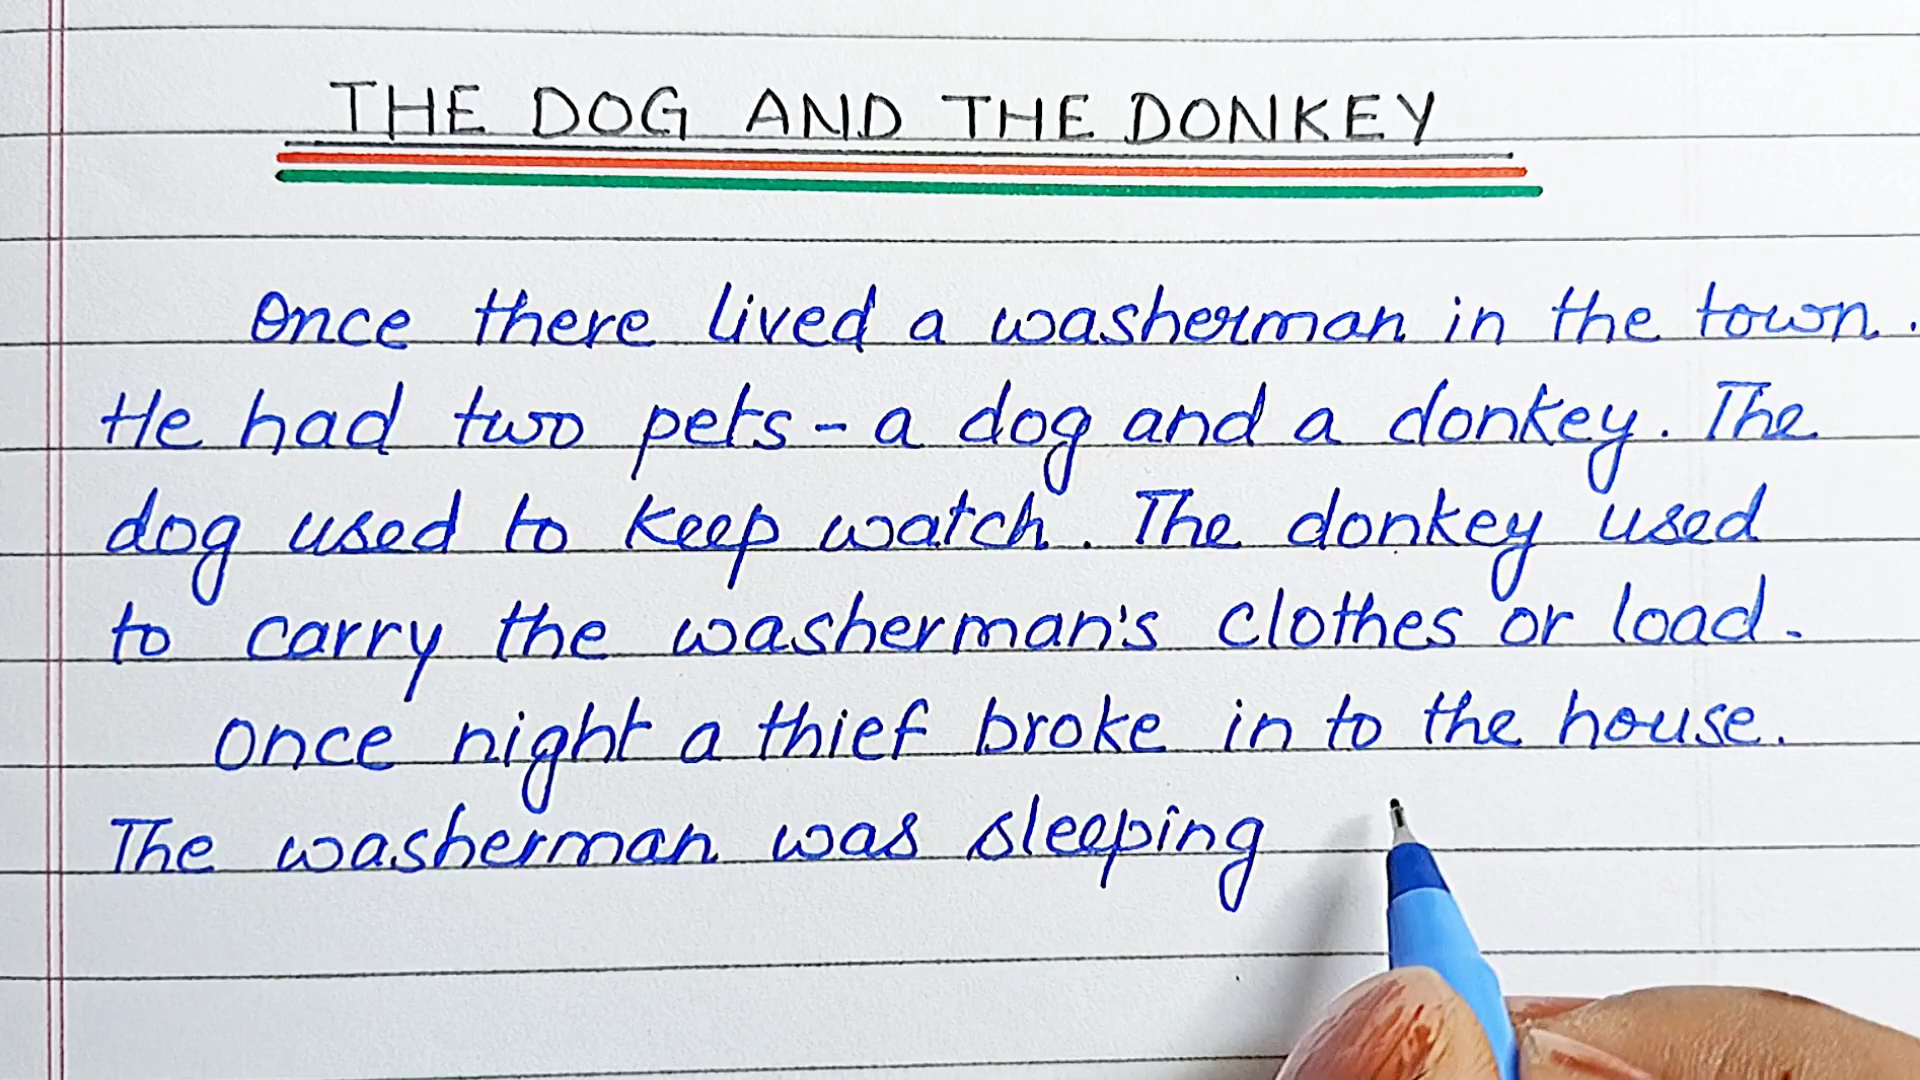 THE DOG AND THE DONKEY
Once there lived a washerman in the town.
He had two pets - a dog and a donkey. The
dog used to keep watch. The donkey used
to carry the washerman's clothes or load.
Once night a thief broke in to the house.
The washerman was sleeping